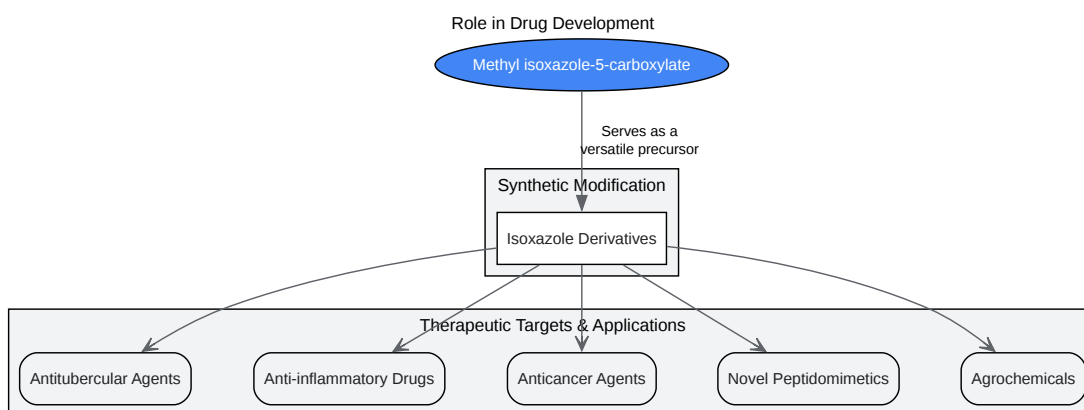 Role in Drug Development
Methyl isoxazole-5-carboxylate
Serves as a
versatile precursor
Synthetic Modification
Isoxazole Derivatives
Therapeutic Targets & Applications
Antitubercular Agents
Anti-inflammatory Drugs
Anticancer Agents
Novel Peptidomimetics
Agrochemicals